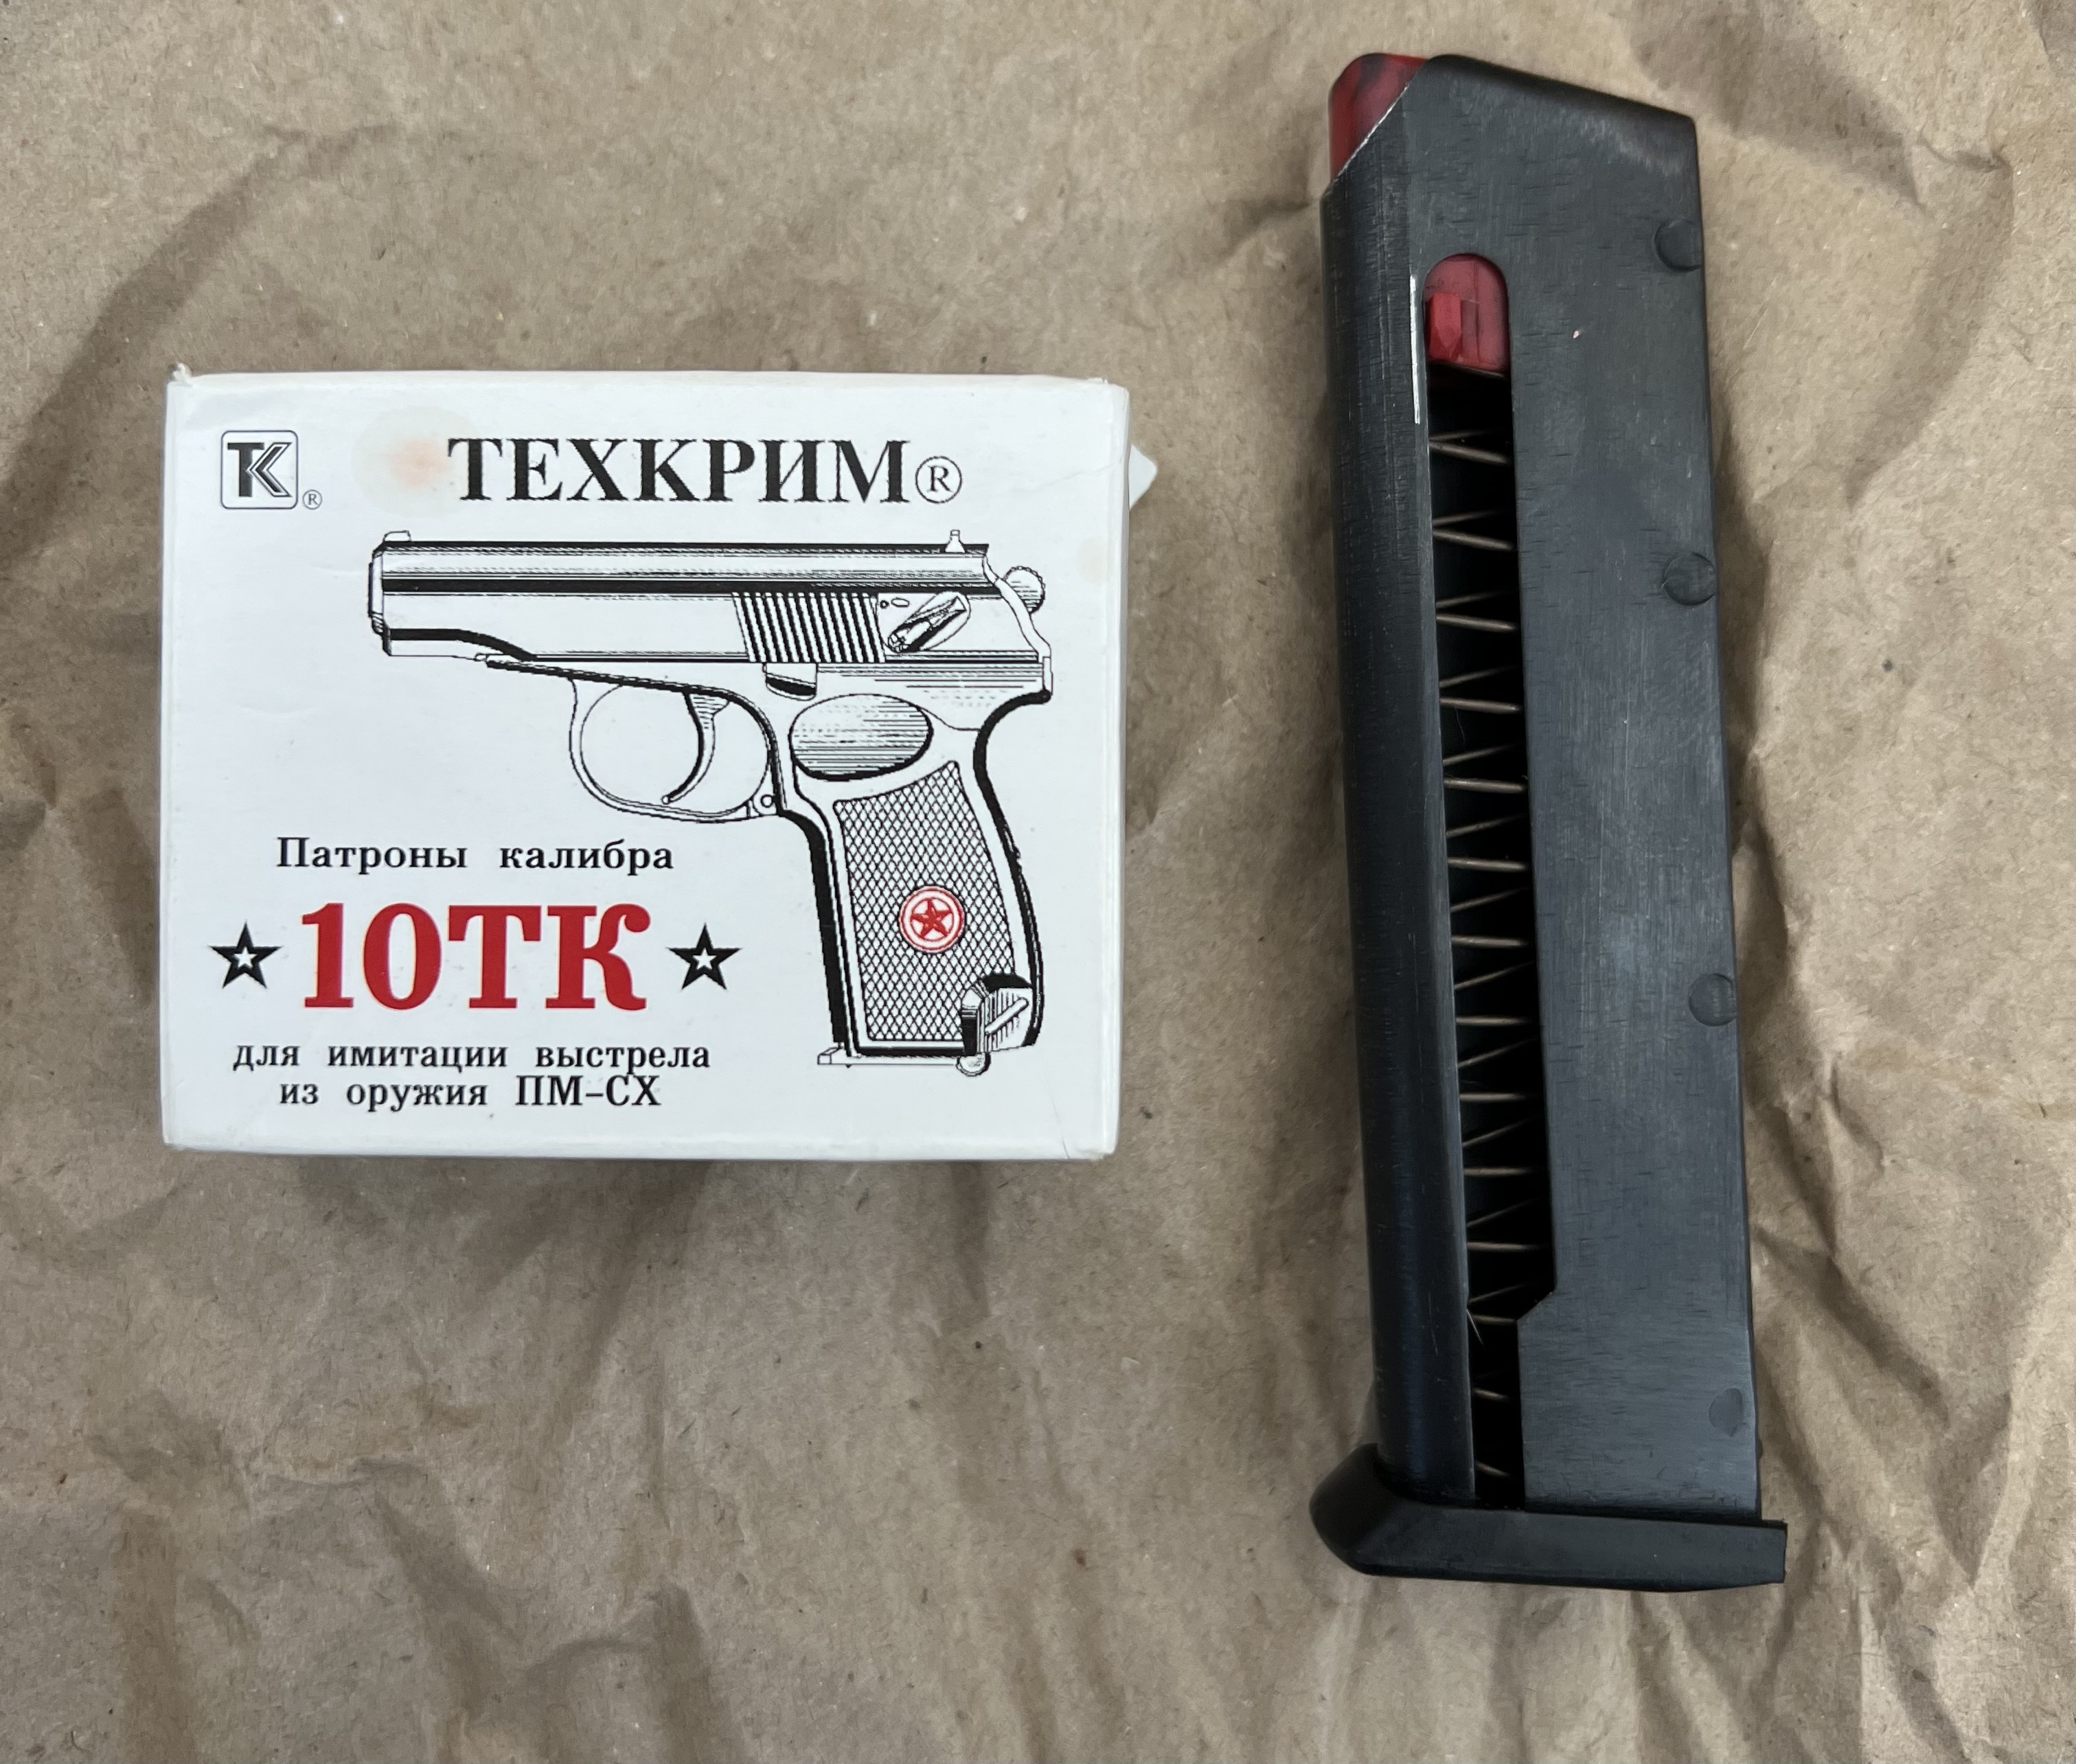 ТК®
ТЕХКРИМ®
Патроны калибра
10ТК
для имитации выстрела
из оружия ПМ-СХ